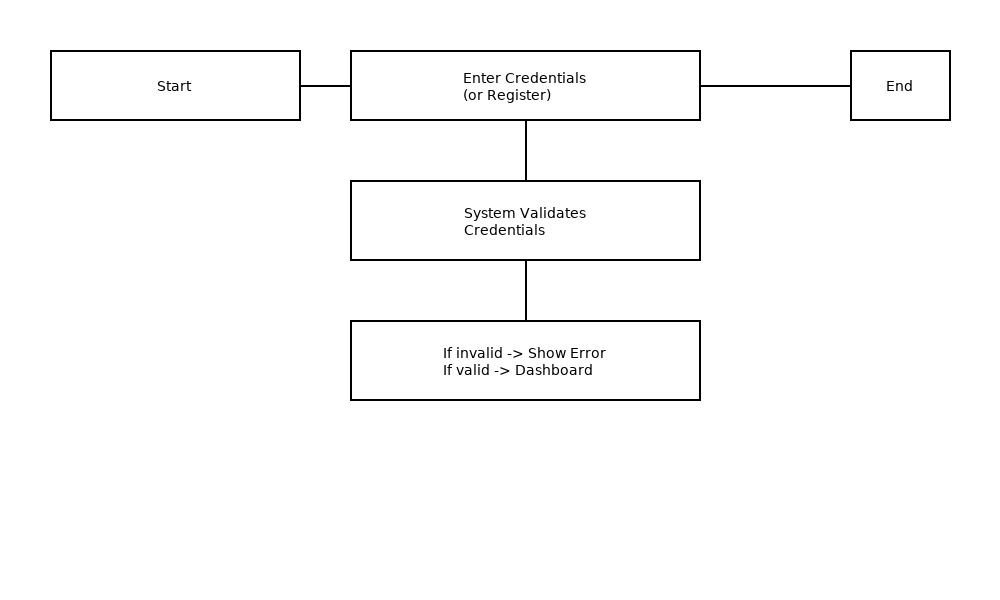 Start
Enter Credentials
(or Register)
End
System Validates
Credentials
If invalid -> Show Error
If valid -> Dashboard